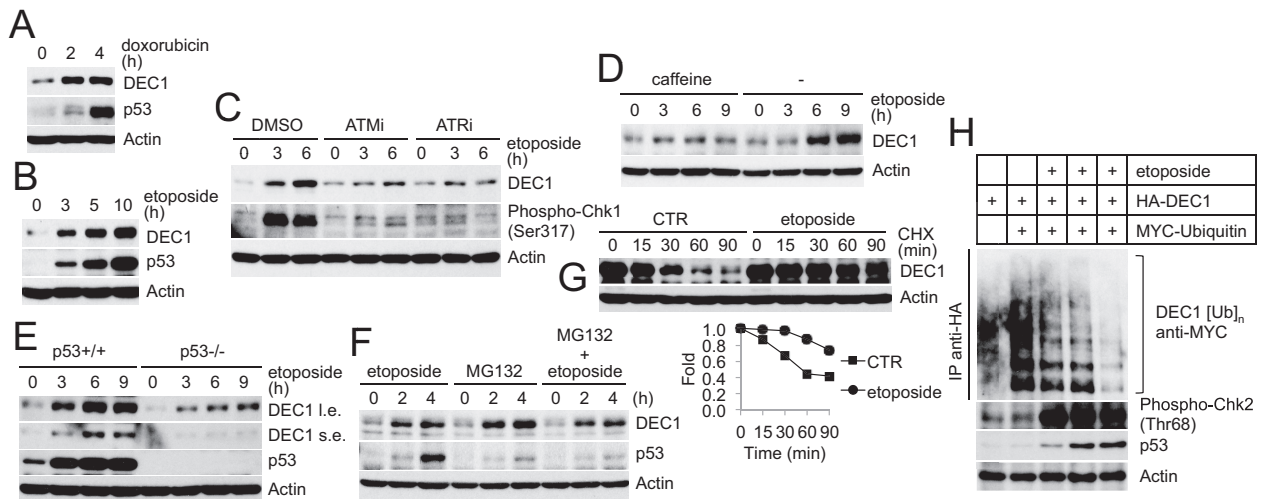 A
doxorubicin
0 2 4 (h)
DEC1
p53
Actin
B
etoposide
0 3 5 10 (h)
DEC1
p53
Actin
C
DMSO ATMi ATRi
etoposide
0 3 6 0 3 6 0 3 6 (h)
DEC1
Phospho-Chk1
(Ser317)
Actin
D
caffeine -
etoposide
0 3 6 9 0 3 6 9 (h)
DEC1
Actin
E
p53+/+ p53-/-
etoposide
0 3 6 9 0 3 6 9 (h)
DEC1 l.e.
DEC1 s.e.
p53
Actin
F
MG132
+
etoposide MG132 etoposide
0 2 4 0 2 4 0 2 4 (h)
DEC1
p53
Actin
G
CTR etoposide
CHX
0 15 30 60 90 0 15 30 60 90 (min)
DEC1
Actin
Fold
1.0
0.8
0.6
0.4
0.2
0.0
0 15 30 60 90
Time (min)
CTR
etoposide
H
+ + + etoposide
+ + + + + HA-DEC1
+ + + + MYC-Ubiquitin
IP anti-HA
DEC1 [Ub]n
anti-MYC
Phospho-Chk2
(Thr68)
p53
Actin